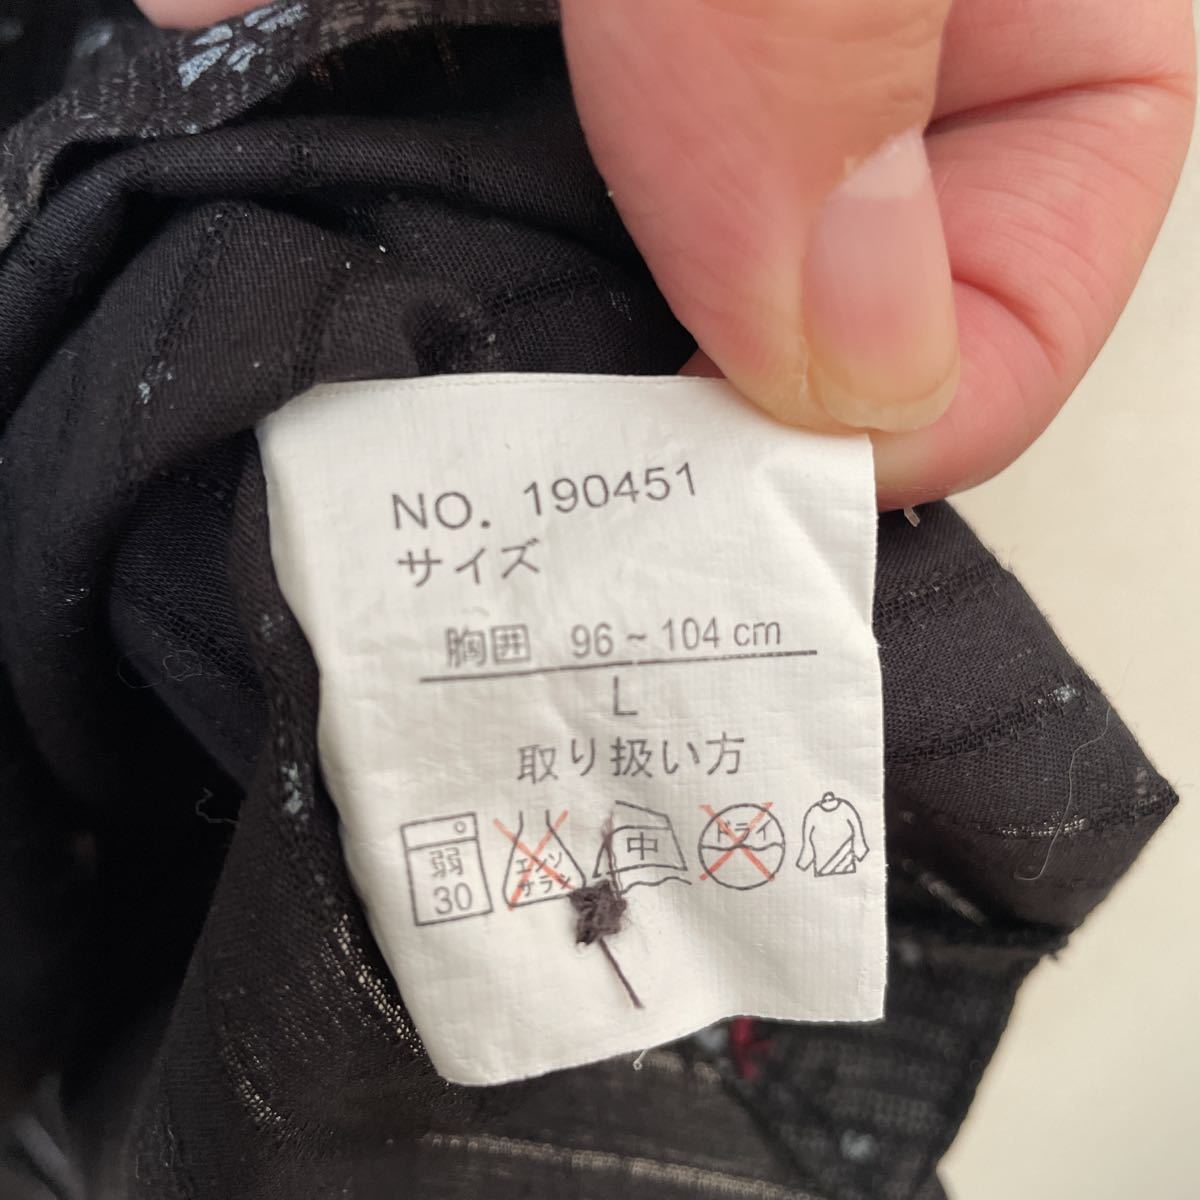 NO. 190451
サイズ
胸囲 96~104 cm
L
取り扱い方
弱
30
エンソ
サラシ
中
ドライ